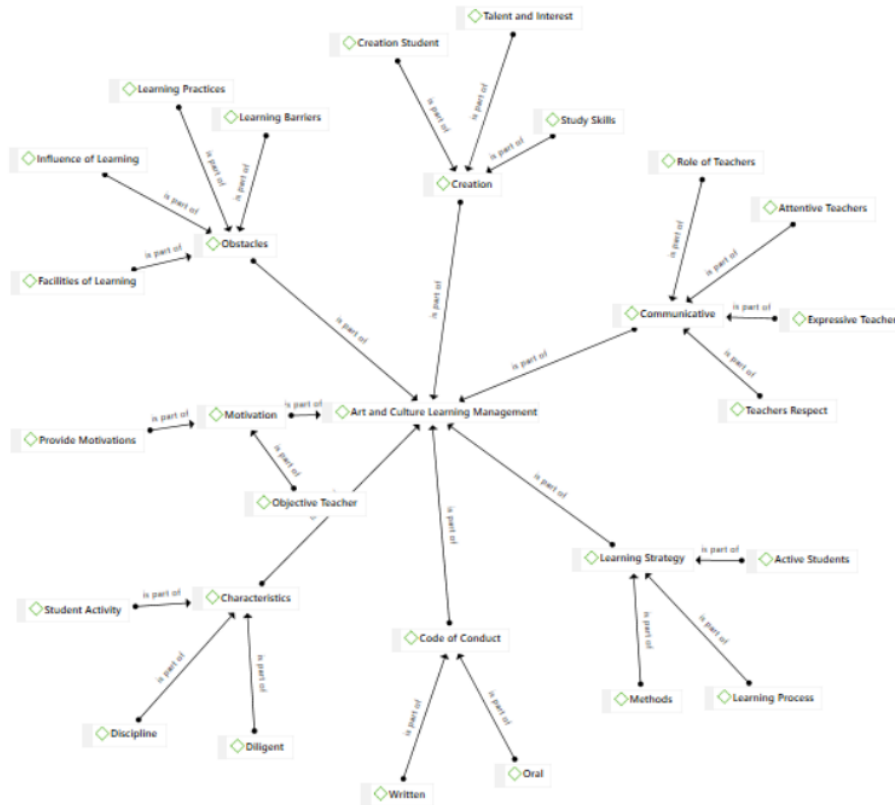 Talent and Interest
Creation Student
is part of
is part of
Learning Practices
Learning Barriers
Study Skills
is part of
is part of
is part of
Influence of Learning
Role of Teachers
is part of
Creation
Attentive Teachers
is part of
Obstacles
is part of
is part of
Facilities of Learning
is part of
Communicative
is part of
Expressive Teacher
is part of
is part of
is part of
is part of
Motivation
is part of
Art and Culture Learning Management
Teachers Respect
is part of
Provide Motivations
is part of
Objective Teacher
is part of
is part of
Learning Strategy
is part of
Active Students
is part of
Characteristics
Student Activity
Code of Conduct
is part of
is part of
is part of
is part of
Methods
Learning Process
is part of
is part of
Discipline
Diligent
Oral
Written